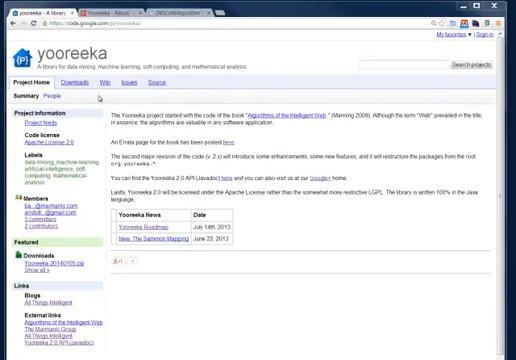 yooreeka - A library
Yooreeka - About
DBSCANAlgorithm
https://code.google.com/p/yooreeka/
My favorites ▼ | Sign in
yooreeka
A library for data mining, machine learning, soft computing, and mathematical analysis
Search projects
Project Home Downloads Wiki Issues Source
Summary People
Project Information
Project feeds
Code license
Apache License 2.0
Labels
data-mining, machine-learning,
artificial-intelligence, soft-
computing, mathematical-
analysis
Members
ba...@marmanis.com
5 committers
2 contributors
Featured
Downloads
Yooreeka-20140105.zip
Show all »
Links
Blogs
All Things Intelligent
External links
Algorithms of the Intelligent Web
The Marmanis Group
All Things Intelligent
Yooreeka 2.0 API (Javadoc)
The Yooreeka project started with the code of the book "Algorithms of the Intelligent Web " (Manning 2009). Although the term "Web" prevailed in the title,
in essence, the algorithms are valuable in any software application.
An Errata page for the book has been posted here
The second major revision of the code (v. 2.x) will introduce some enhancements, some new features, and it will restructure the packages from the root
org.yooreeka.*
You can find the Yooreeka 2.0 API (Javadoc) here and you can also visit us at our Google+ home.
Lastly, Yooreeka 2.0 will be licensed under the Apache License rather than the somewhat more restrictive LGPL. The library is written 100% in the Java
language.
Yooreeka News Date
Yooreeka Roadmap July 14th, 2013
New, The Sammon Mapping June 22, 2013
+1 7